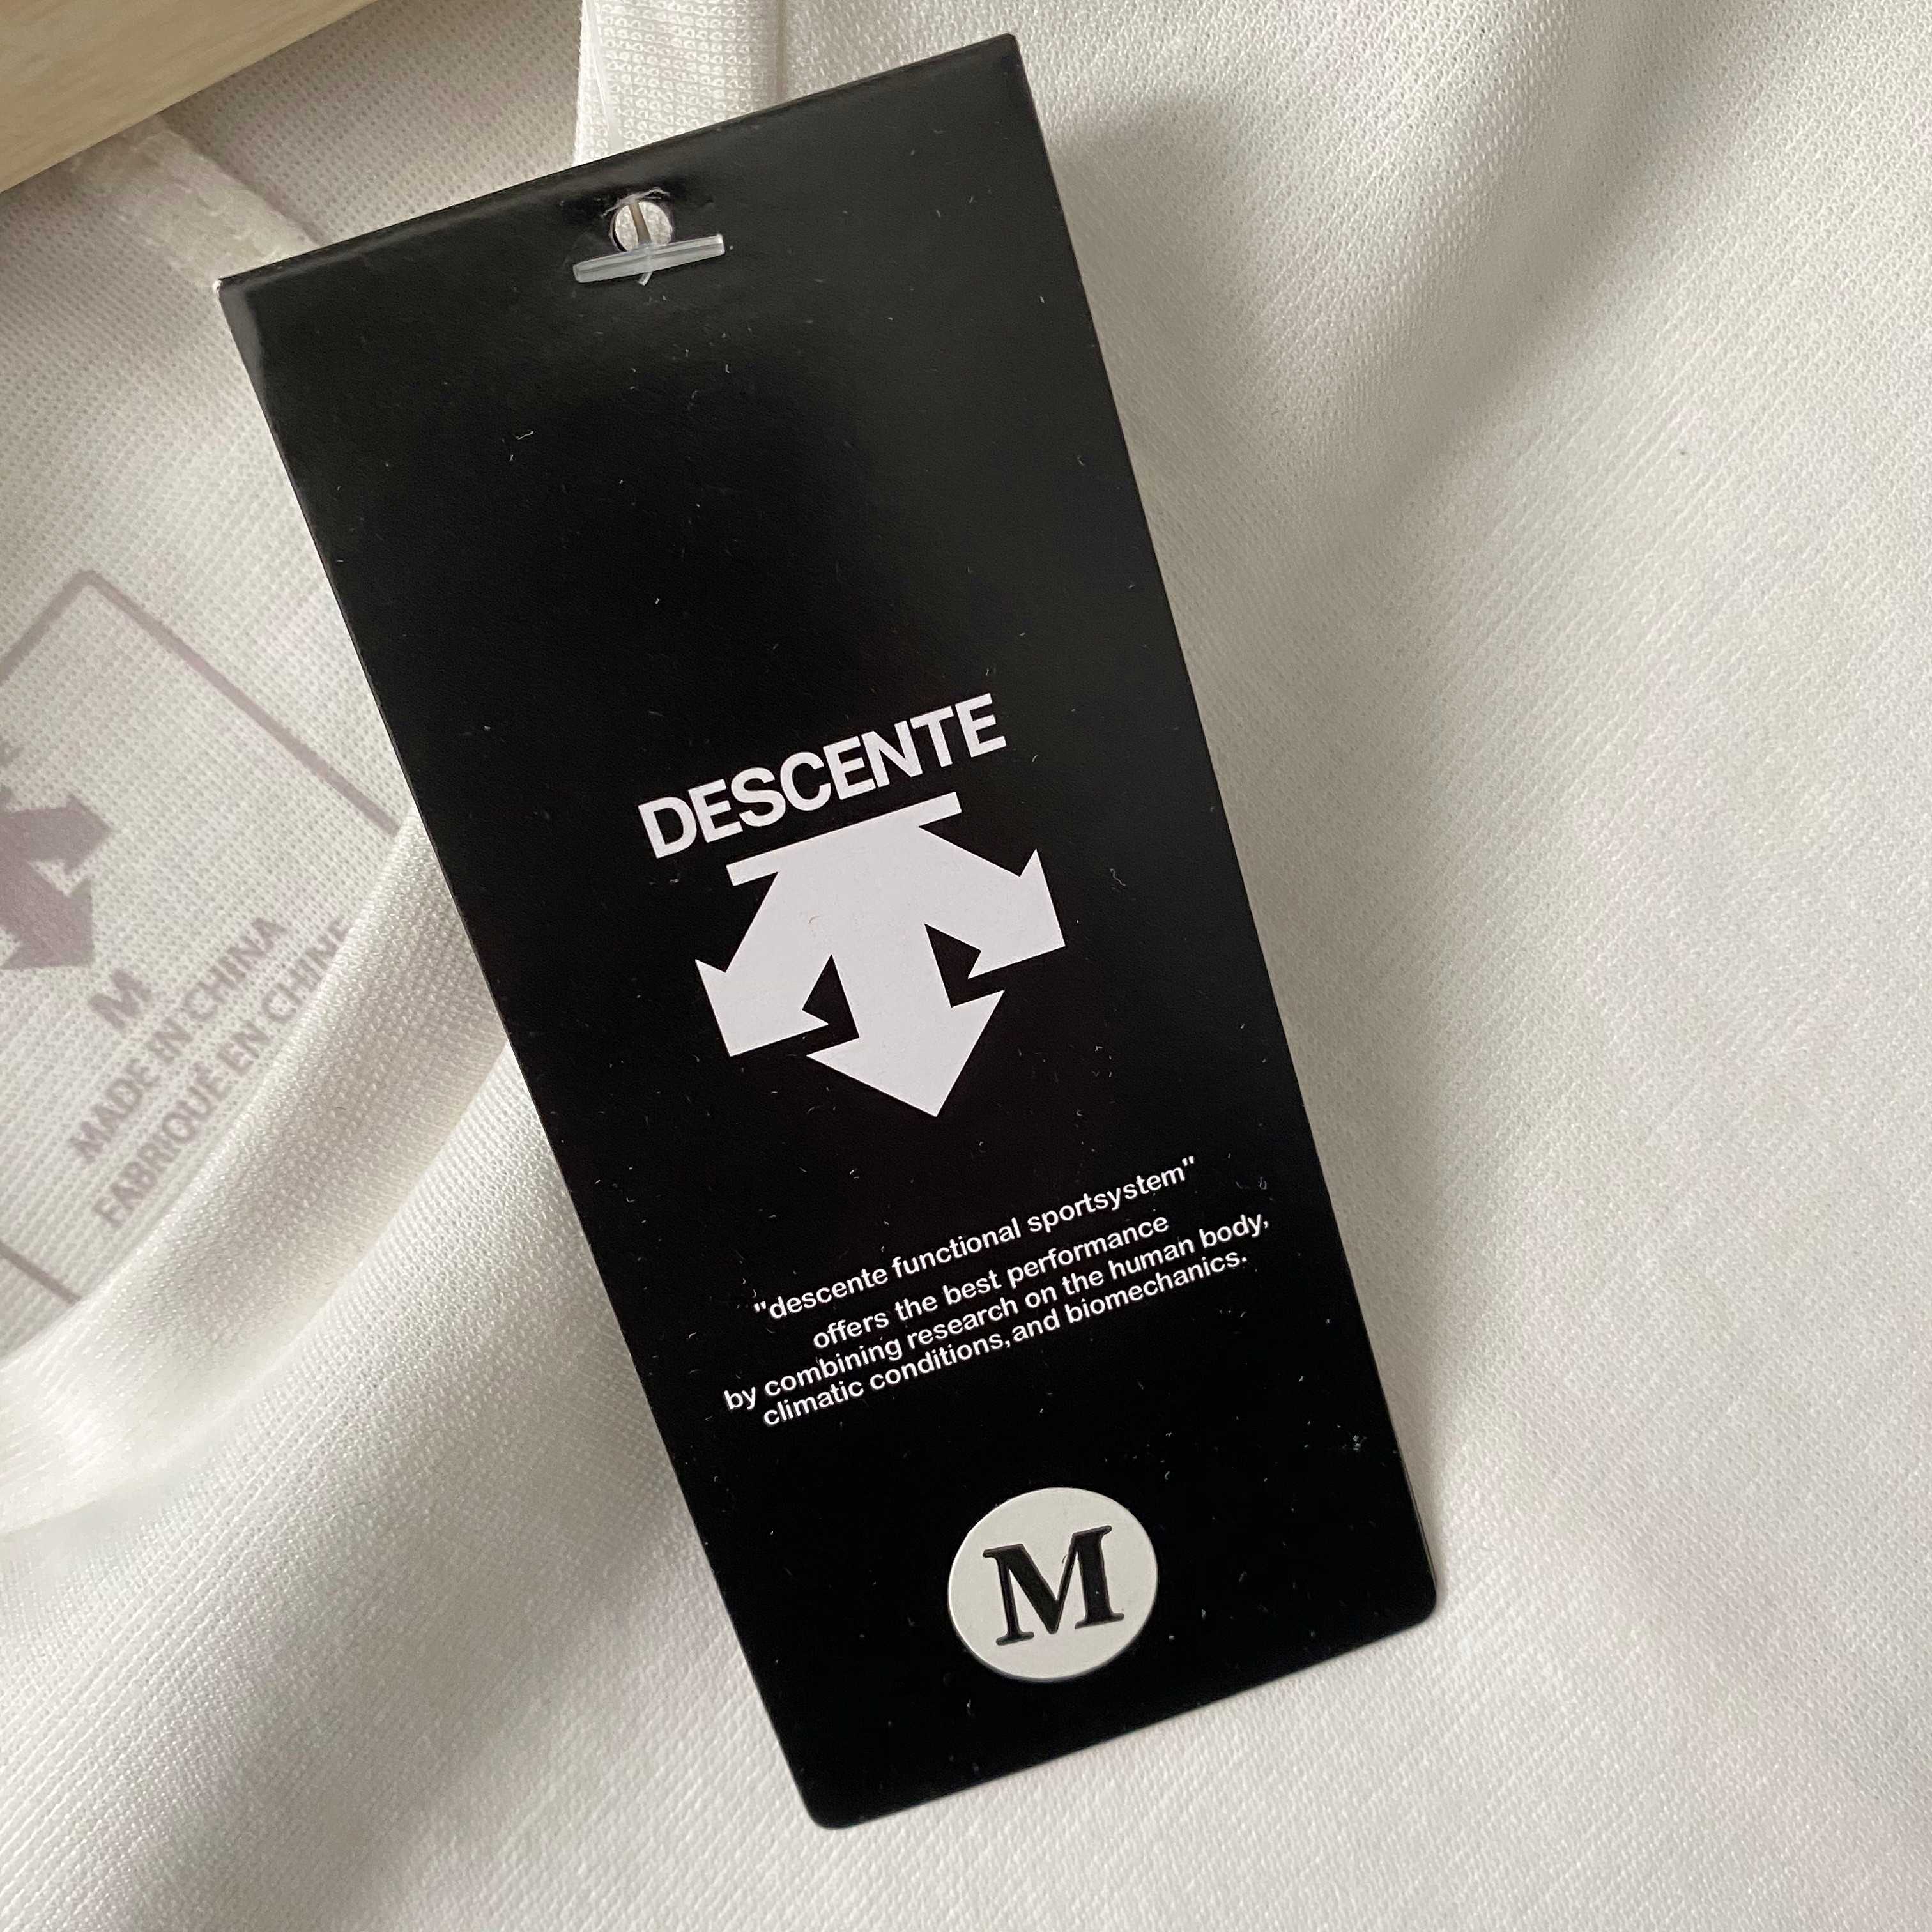 DESCENTE
"descente functional sportsystem"
offers the best performance
by combining research on the human body,
climatic conditions,and biomechanics.
M
M
MADE IN CHINA
FABRIQUÉ EN CHINE